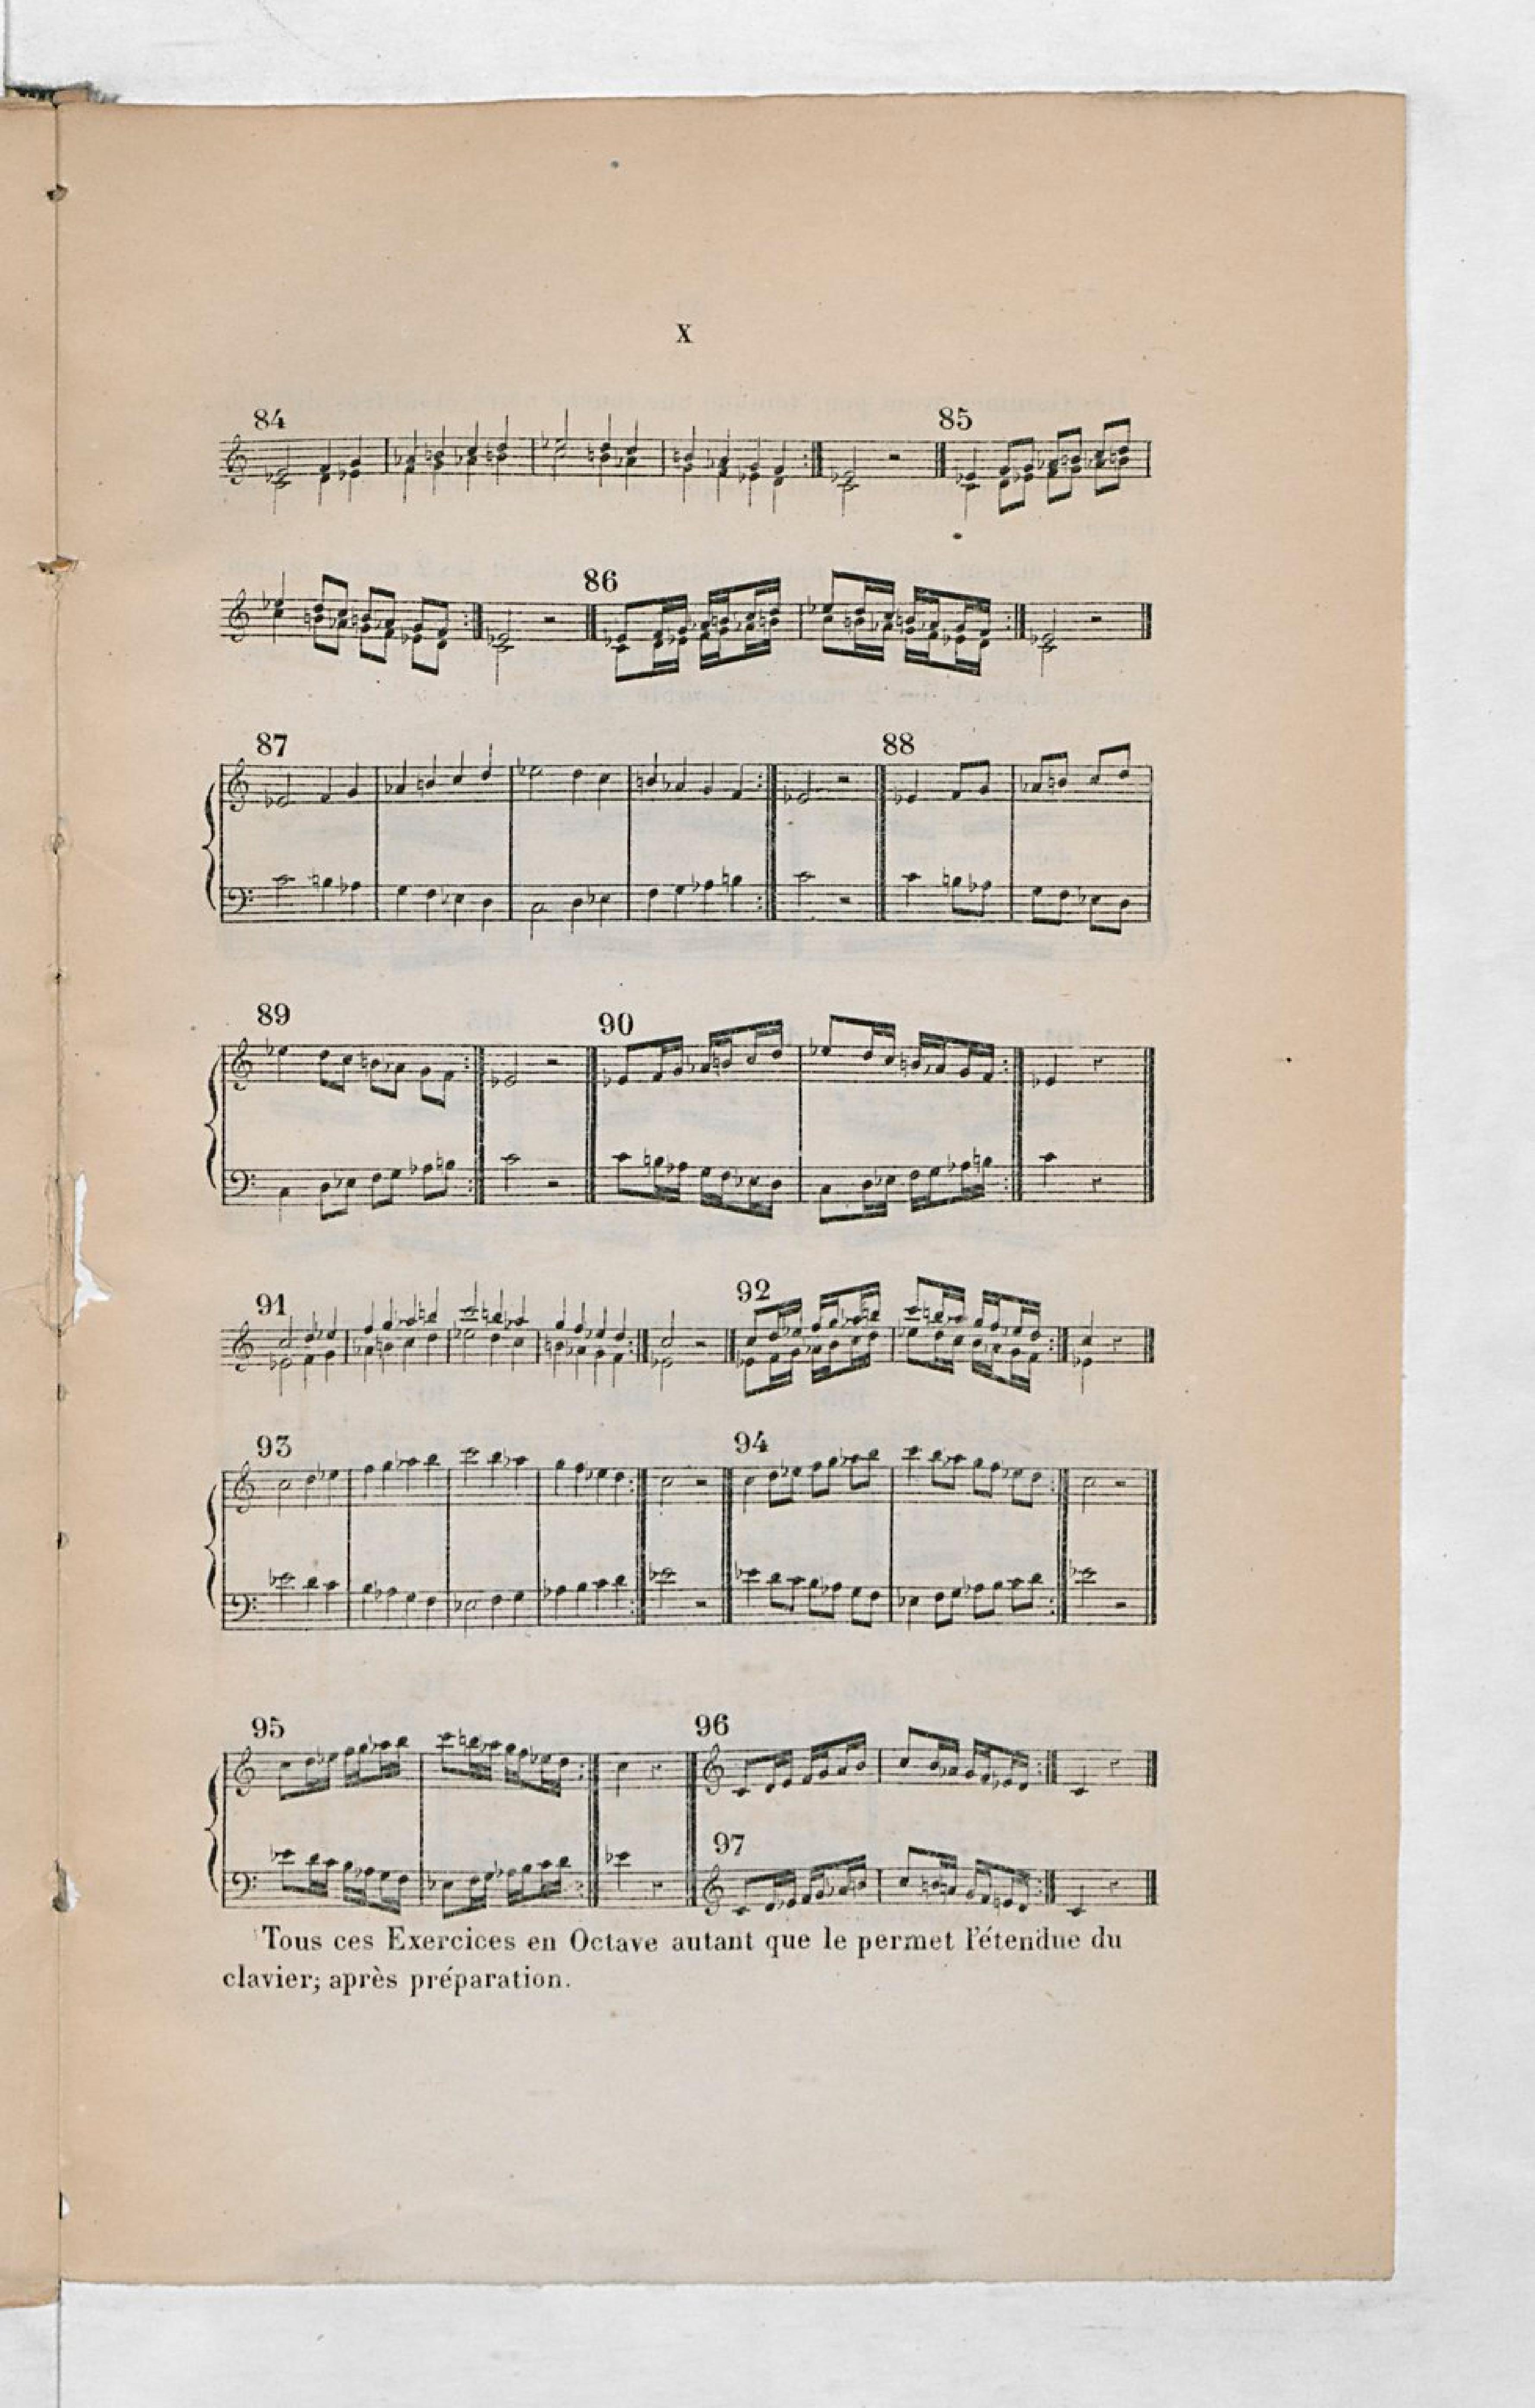 X
84 85
86
87 88
89 90
91 92
93 94
95 96
97
Tous ces Exercices en Octave autant que le permet l'étendue du
clavier; après préparation.